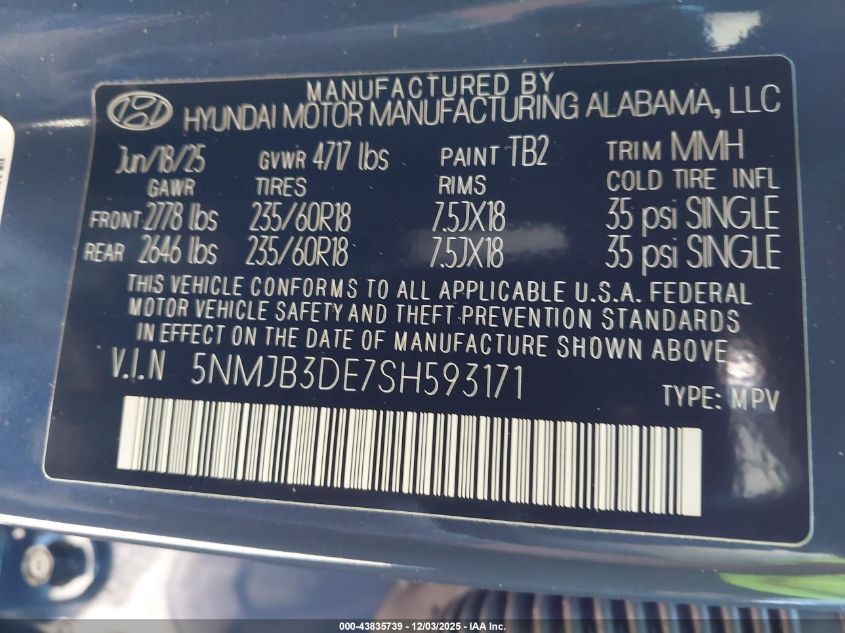 MANUFACTURED BY
HYUNDAI MOTOR MANUFACTURING ALABAMA, LLC
Jun/18/25 GVWR 4717 lbs PAINT TB2 TRIM MMH
GAWR TIRES RIMS COLD TIRE INFL
FRONT 2778 lbs 235/60R18 7.5JX18 35 psi SINGLE
REAR 2646 lbs 235/60R18 7.5JX18 35 psi SINGLE
THIS VEHICLE CONFORMS TO ALL APPLICABLE U.S.A. FEDERAL
MOTOR VEHICLE SAFETY AND THEFT PREVENTION STANDARDS
IN EFFECT ON THE DATE OF MANUFACTURE SHOWN ABOVE
V.I.N 5NMJB3DE7SH593171
TYPE: MPV
000-43835739 - 12/03/2025 - IAA Inc.